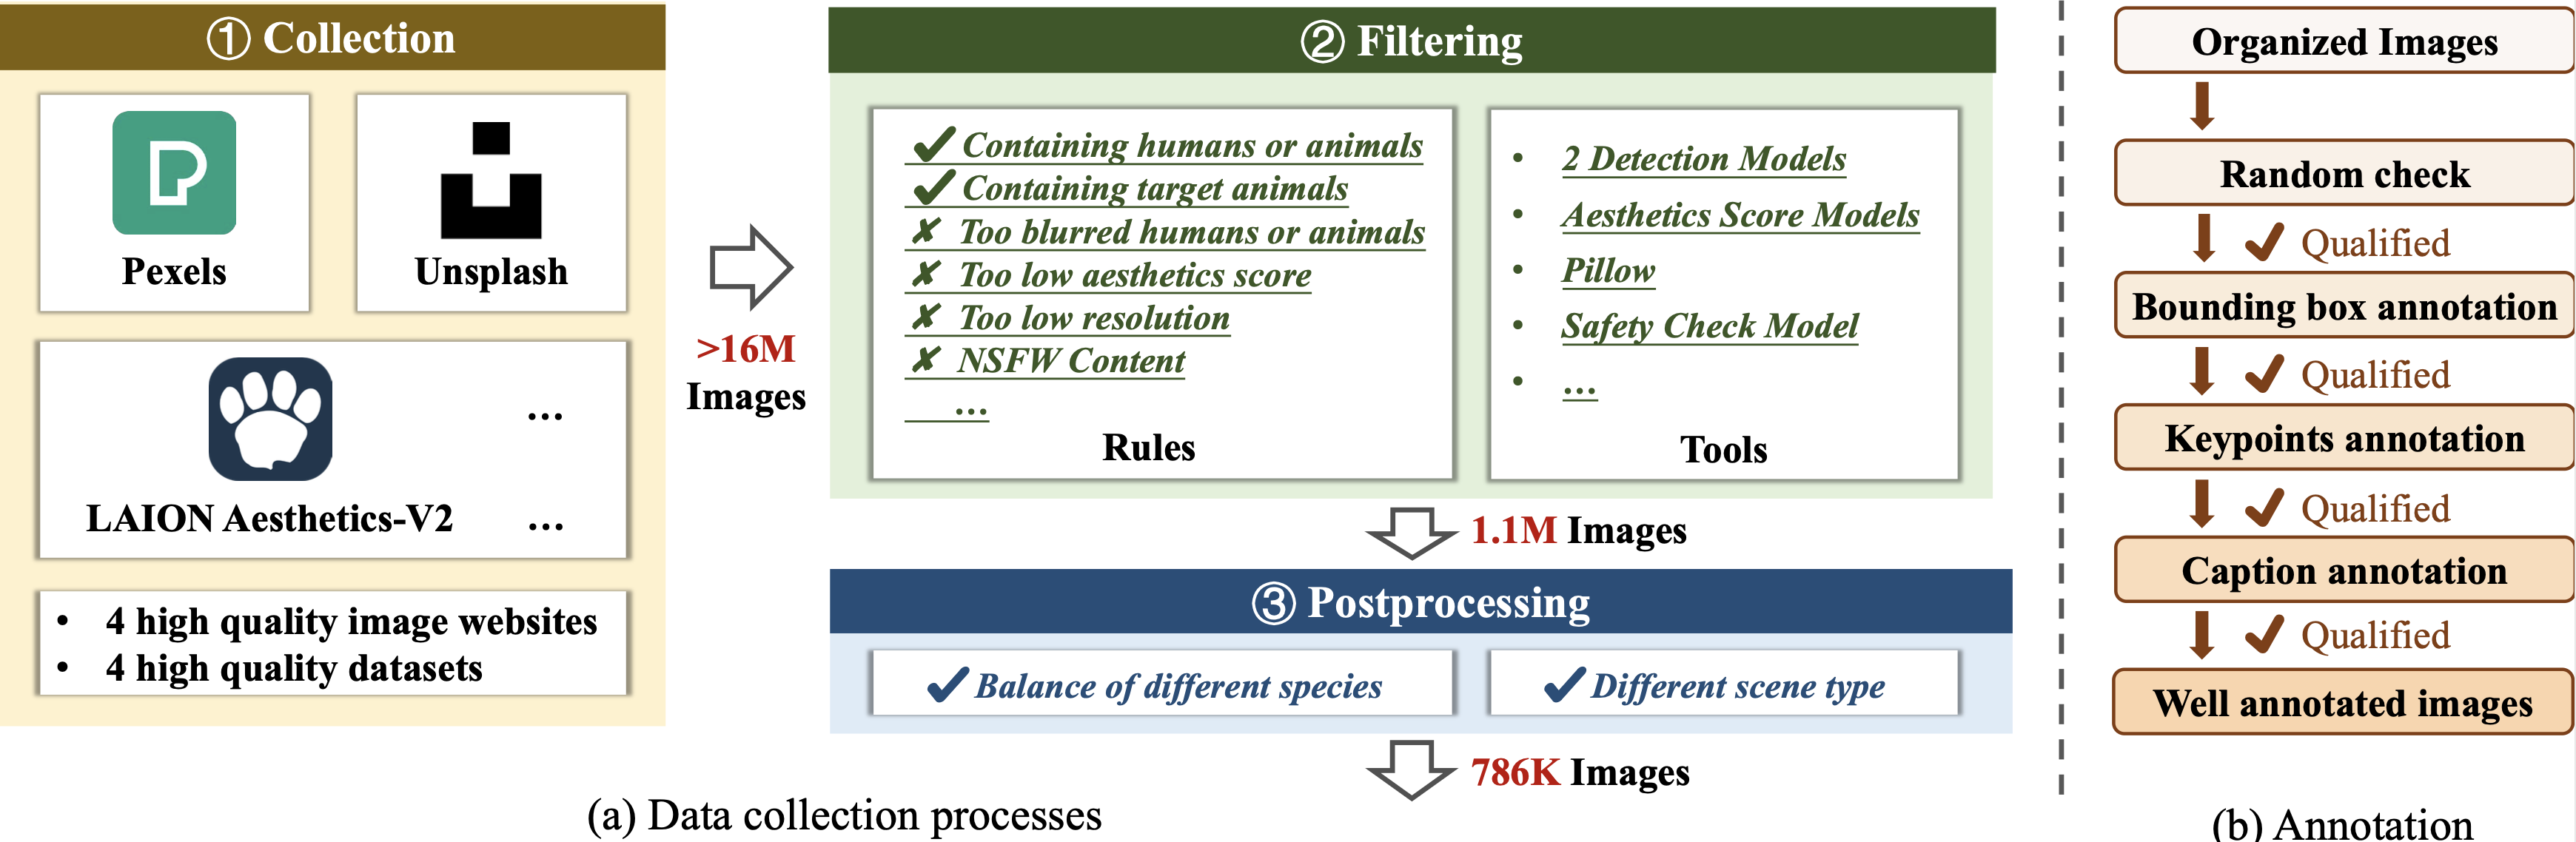 ① Collection
Pexels
Unsplash
...
LAION Aesthetics-V2 ...
• 4 high quality image websites
• 4 high quality datasets
>16M
Images
② Filtering
✔ Containing humans or animals
✔ Containing target animals
✘ Too blurred humans or animals
✘ Too low aesthetics score
✘ Too low resolution
✘ NSFW Content
...
Rules
• 2 Detection Models
• Aesthetics Score Models
• Pillow
• Safety Check Model
• ...
Tools
1.1M Images
③ Postprocessing
✔ Balance of different species
✔ Different scene type
786K Images
(a) Data collection processes
Organized Images
Random check
✔ Qualified
Bounding box annotation
✔ Qualified
Keypoints annotation
✔ Qualified
Caption annotation
✔ Qualified
Well annotated images
(b) Annotation